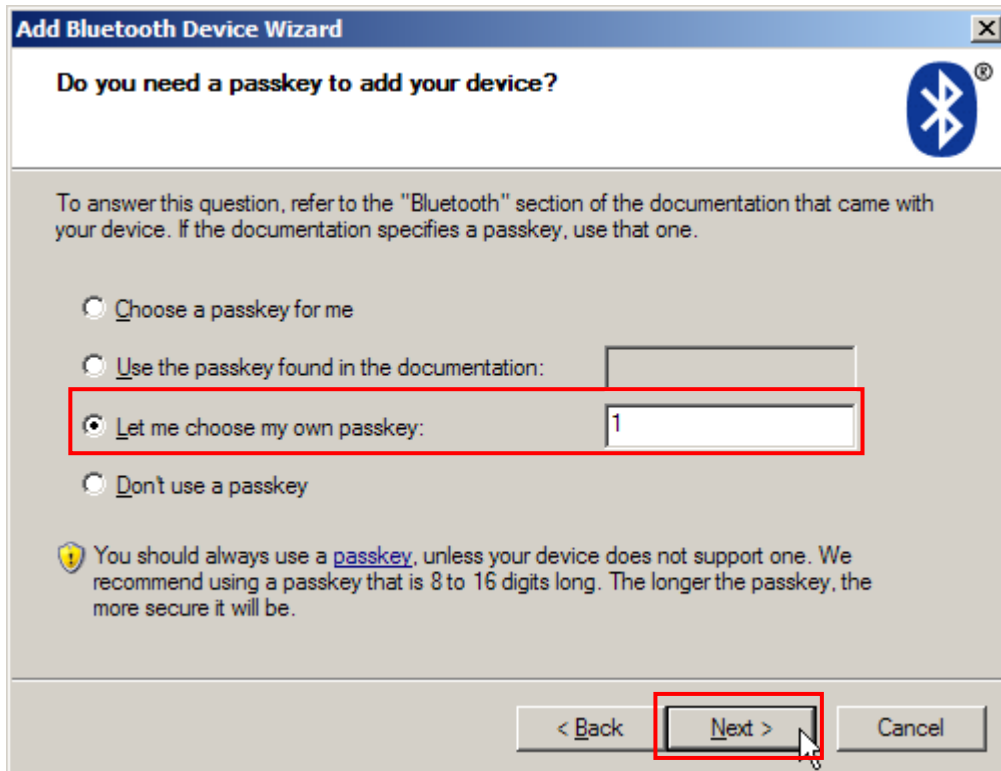 Add Bluetooth Device Wizard
Do you need a passkey to add your device?
®
To answer this question, refer to the "Bluetooth" section of the documentation that came with
your device. If the documentation specifies a passkey, use that one.
Choose a passkey for me
Use the passkey found in the documentation:
Let me choose my own passkey: 1
Don't use a passkey
You should always use a passkey, unless your device does not support one. We
recommend using a passkey that is 8 to 16 digits long. The longer the passkey, the
more secure it will be.
< Back Next > Cancel